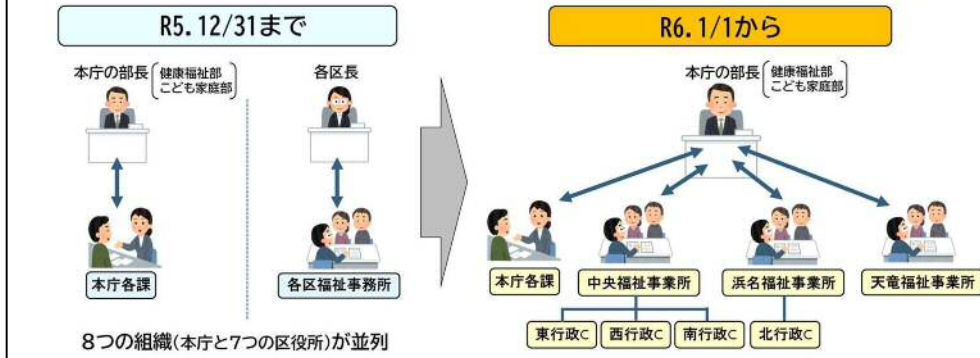 R5.12/31まで
本庁の部長
健康福祉部
こども家庭部
各区長
本庁各課
各区福祉事務所
8つの組織(本庁と7つの区役所)が並列
R6.1/1から
本庁の部長
健康福祉部
こども家庭部
本庁各課
中央福祉事業所
浜名福祉事業所
天竜福祉事業所
東行政C
西行政C
南行政C
北行政C